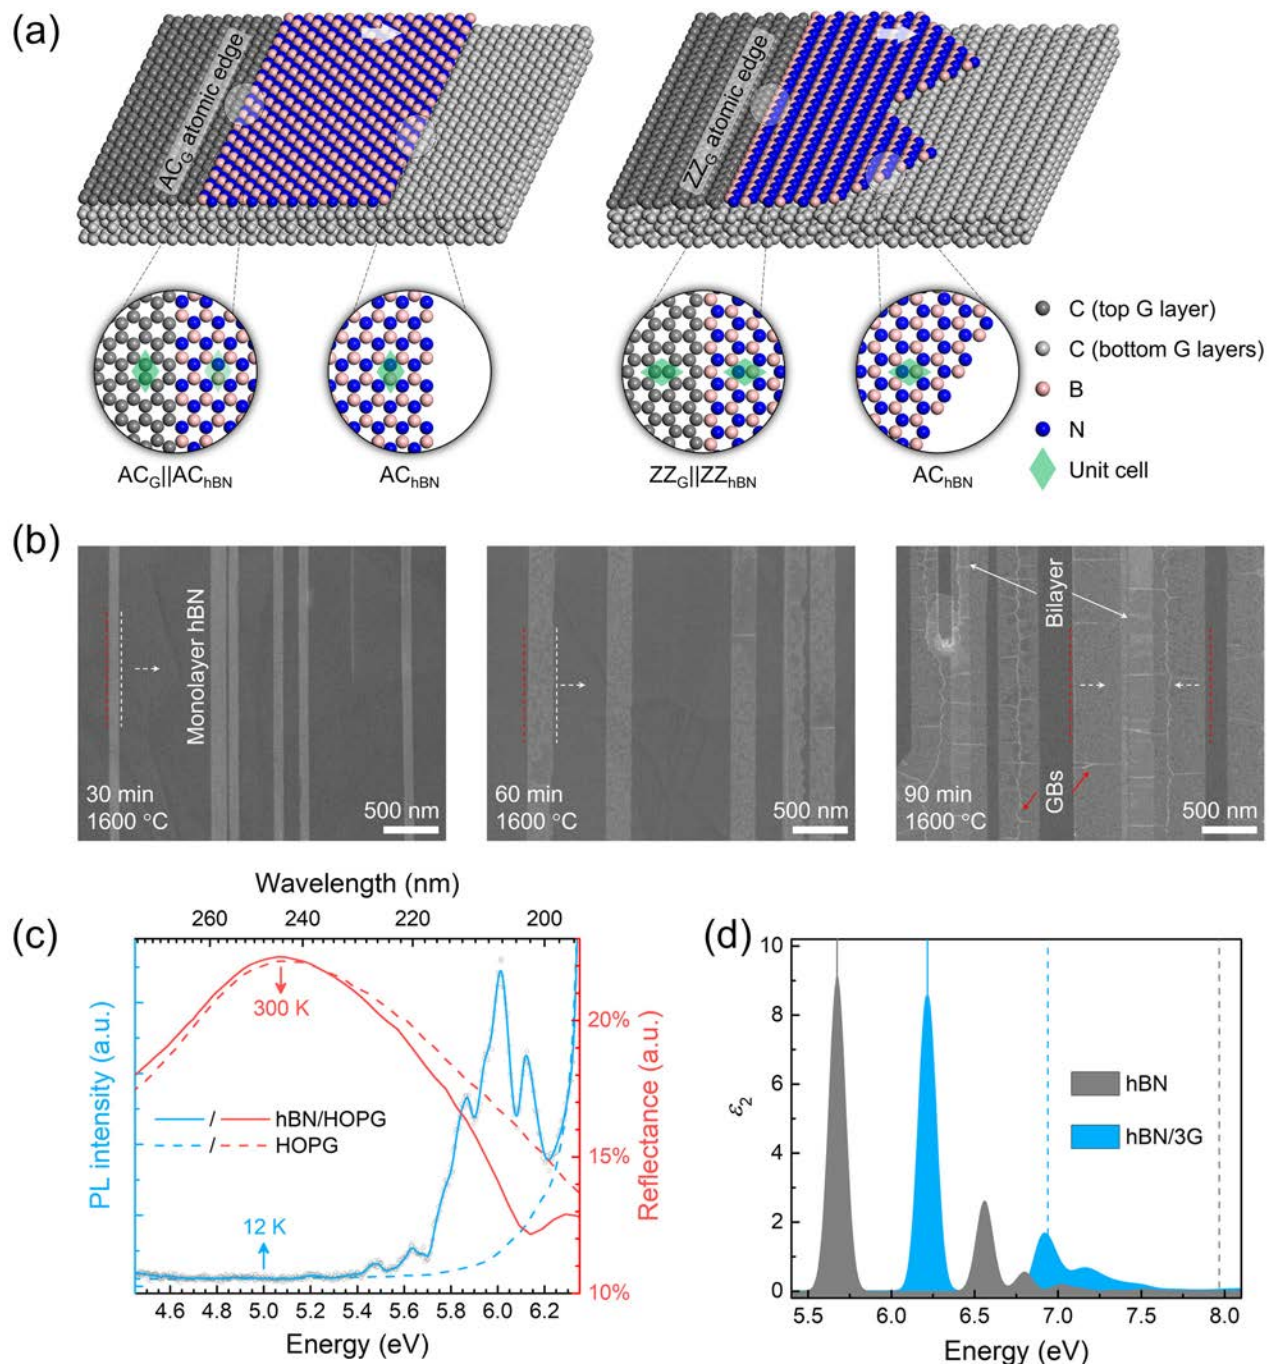 (a)
AC_G atomic edge
ZZ_G atomic edge
AC_G||AC_hBN
AC_hBN
ZZ_G||ZZ_hBN
AC_hBN
C (top G layer)
C (bottom G layers)
B
N
Unit cell
(b)
Monolayer hBN
30 min
1600 °C
500 nm
60 min
1600 °C
500 nm
Bilayer
GBs
90 min
1600 °C
500 nm
(c)
Wavelength (nm)
260 240 220 200
PL intensity (a.u.)
300 K
/ hBN/HOPG
/ HOPG
12 K
20%
15%
10%
Reflectance (a.u.)
4.6 4.8 5.0 5.2 5.4 5.6 5.8 6.0 6.2
Energy (eV)
(d)
10
8
6
4
2
0
ε₂
hBN
hBN/3G
5.5 6.0 6.5 7.0 7.5 8.0
Energy (eV)